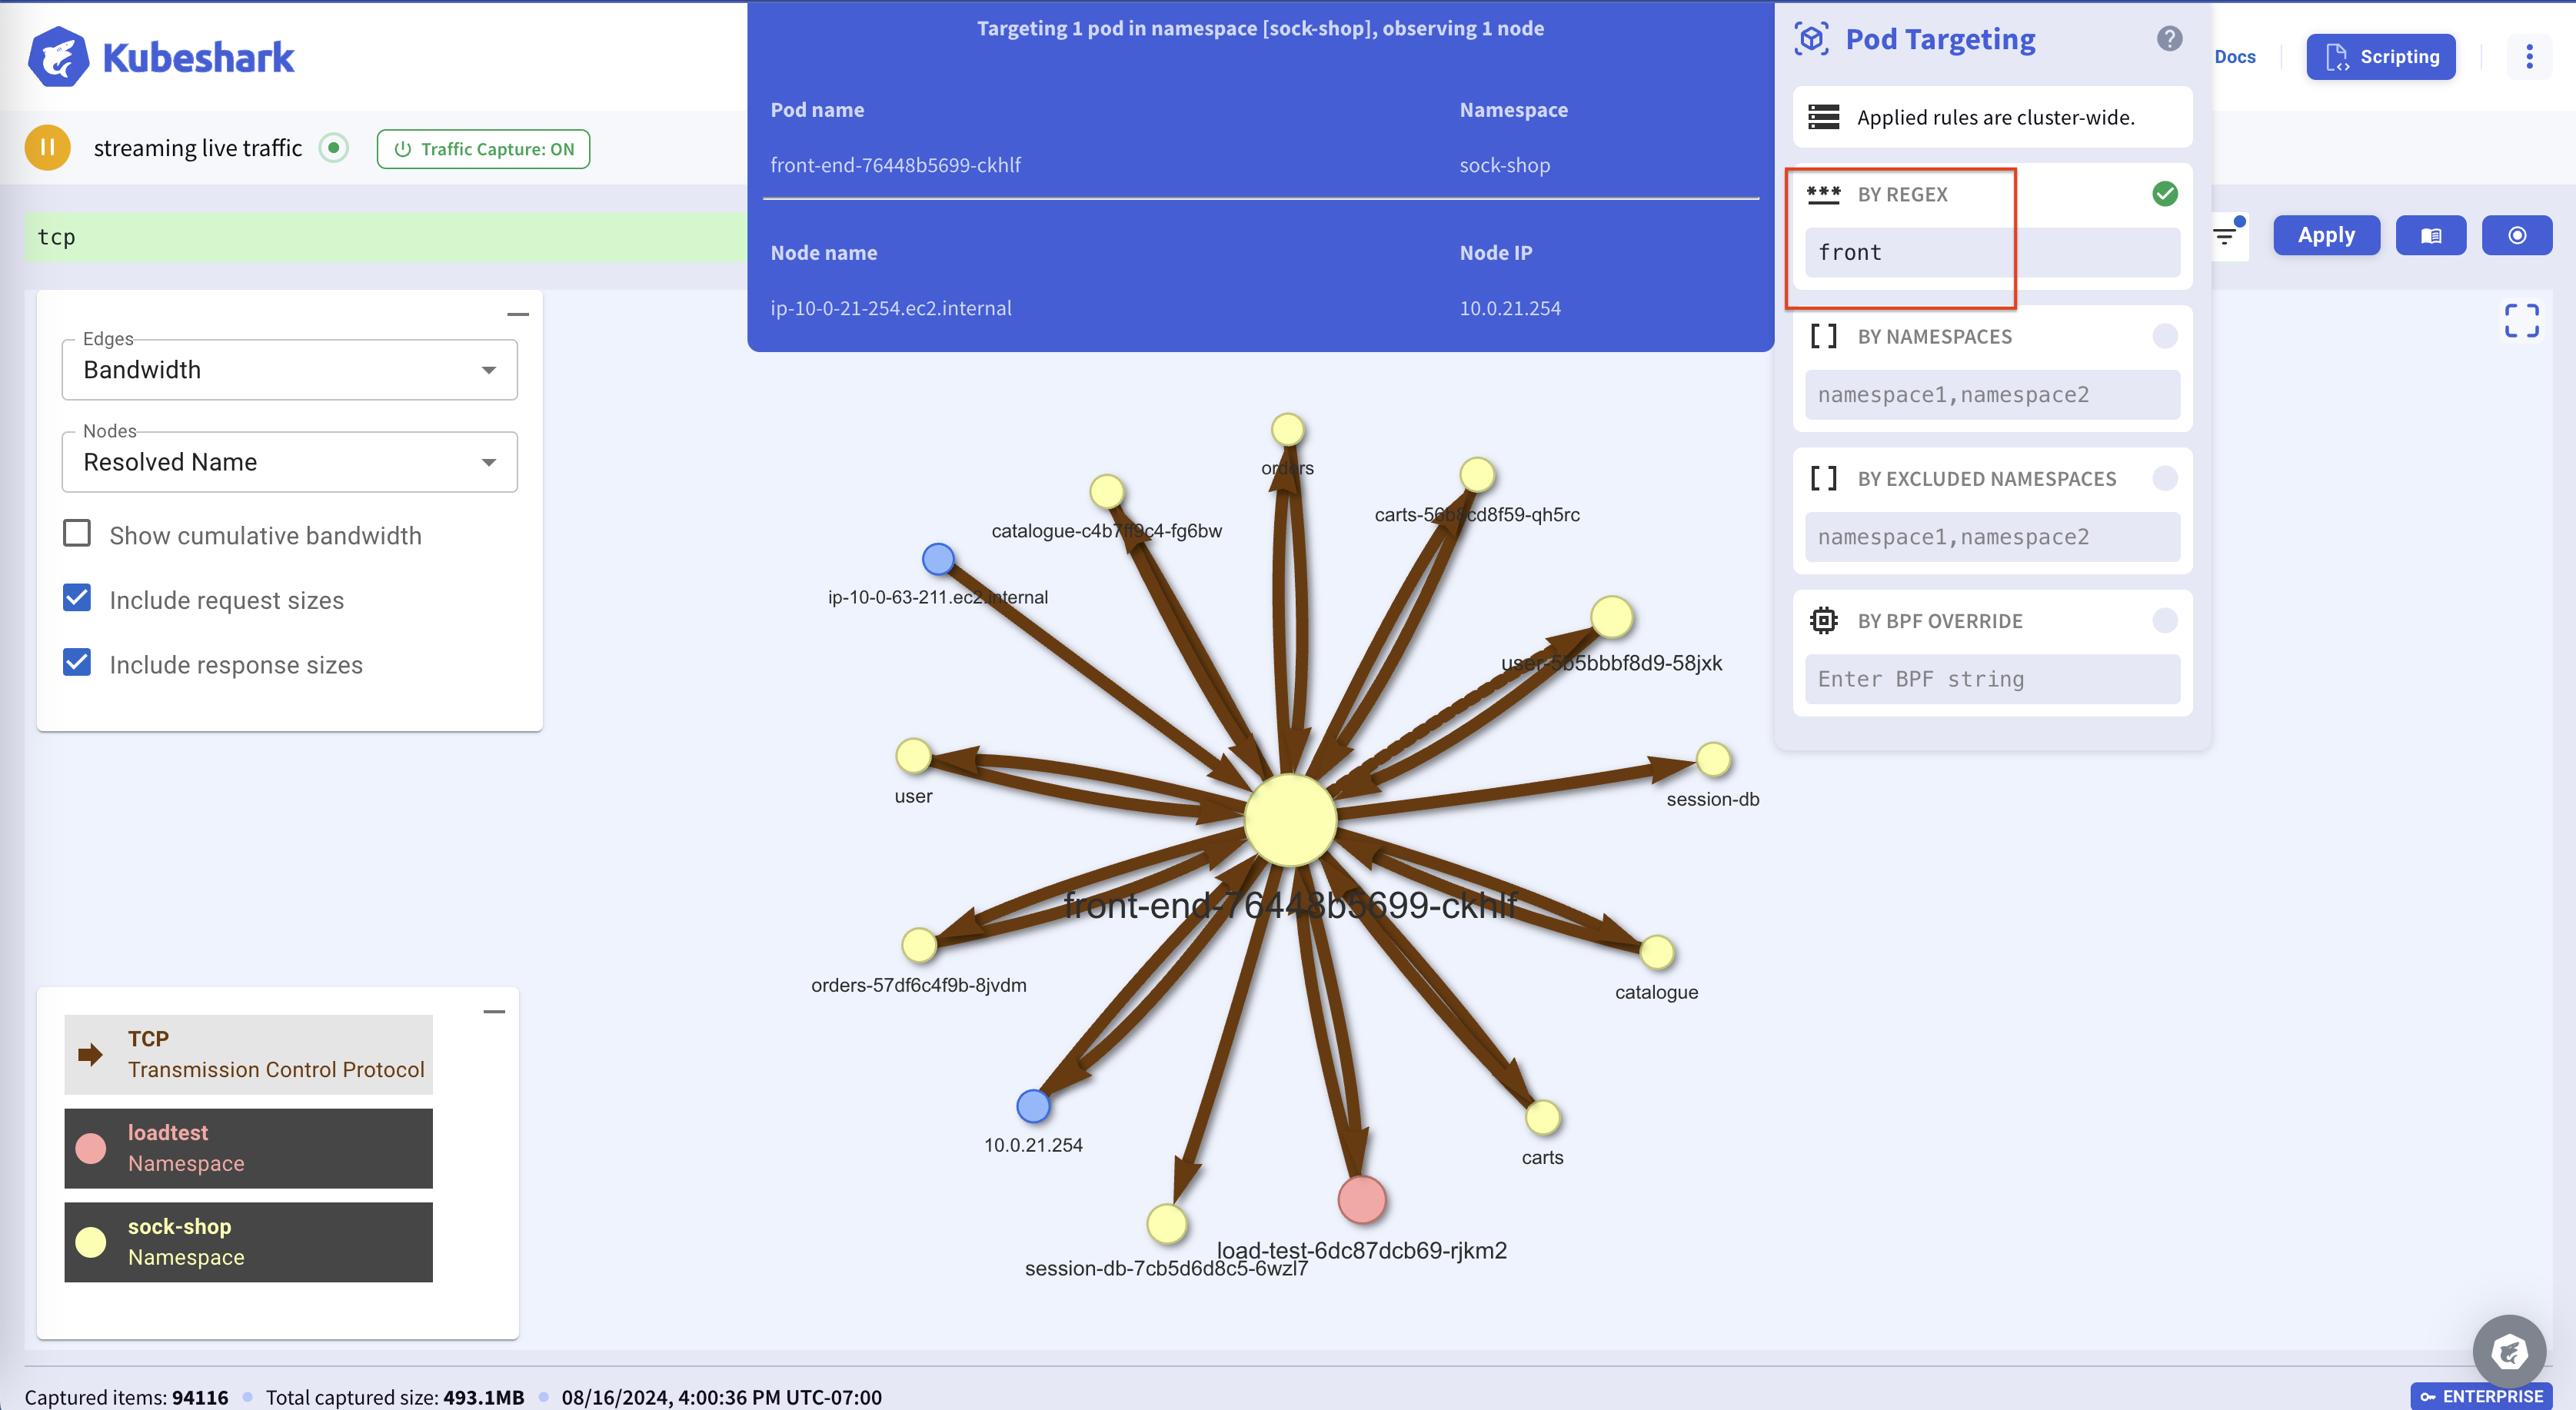 Kubeshark
Targeting 1 pod in namespace [sock-shop], observing 1 node
Pod name
Namespace
front-end-76448b5699-ckhlf
sock-shop
Node name
Node IP
ip-10-0-21-254.ec2.internal
10.0.21.254
Pod Targeting
?
Docs
Scripting
Applied rules are cluster-wide.
*** BY REGEX
front
[ ] BY NAMESPACES
namespace1,namespace2
[ ] BY EXCLUDED NAMESPACES
namespace1,namespace2
BY BPF OVERRIDE
Enter BPF string
streaming live traffic
Traffic Capture: ON
tcp
Apply
Edges
Bandwidth
Nodes
Resolved Name
Show cumulative bandwidth
Include request sizes
Include response sizes
orders
carts-56b8cd8f59-qh5rc
catalogue-c4b7ff9c4-fg6bw
ip-10-0-63-211.ec2.internal
user-5b5bbbf8d9-58jxk
user
session-db
front-end-76448b5699-ckhlf
orders-57df6c4f9b-8jvdm
catalogue
10.0.21.254
carts
load-test-6dc87dcb69-rjkm2
session-db-7cb5d6d8c5-6wzl7
TCP
Transmission Control Protocol
loadtest
Namespace
sock-shop
Namespace
Captured items: 94116 Total captured size: 493.1MB 08/16/2024, 4:00:36 PM UTC-07:00
ENTERPRISE